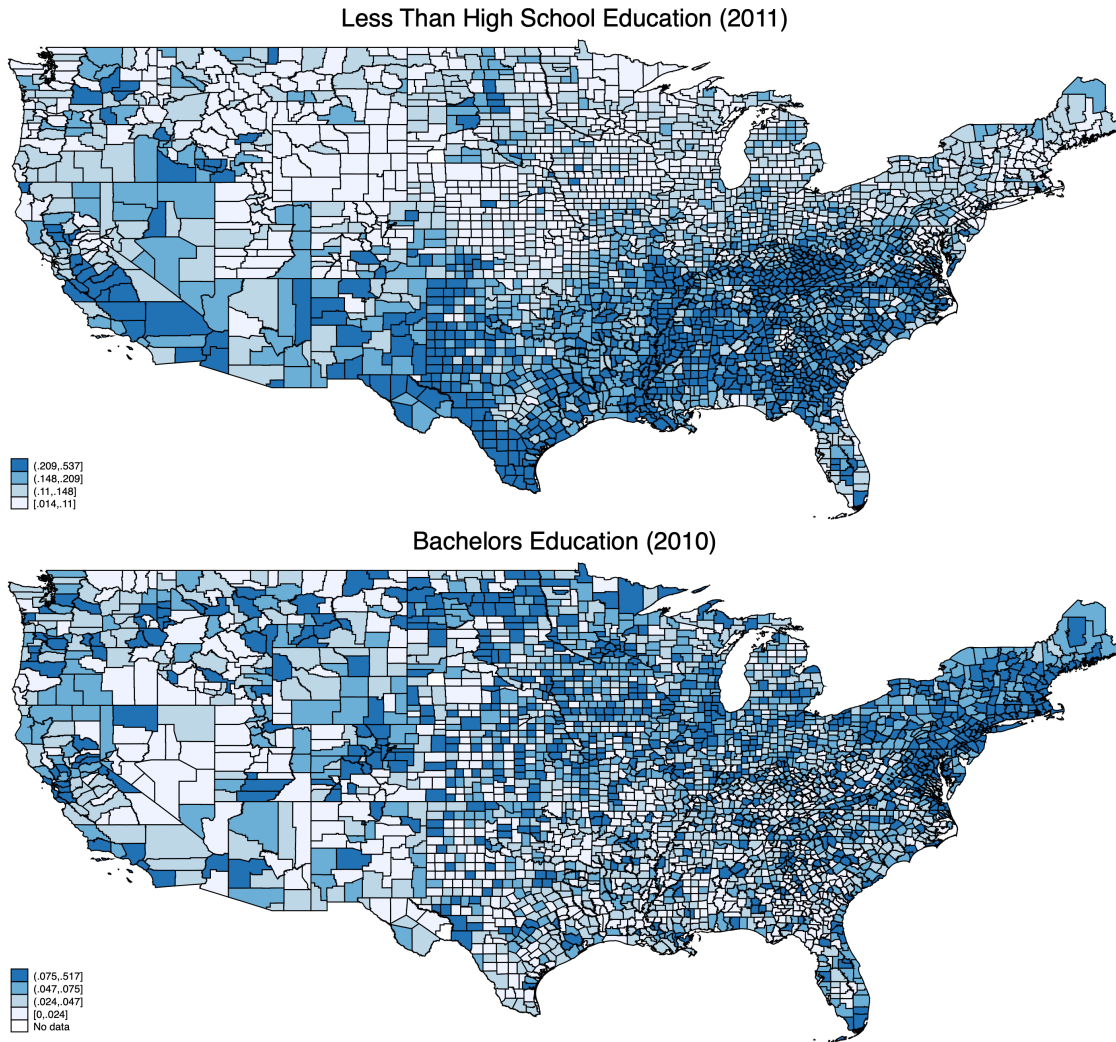 Less Than High School Education (2011)
(.209,.537]
(.148,.209]
(.11,.148]
[.014,.11]
Bachelors Education (2010)
(.075,.517]
(.047,.075]
(.024,.047]
[0,.024]
No data